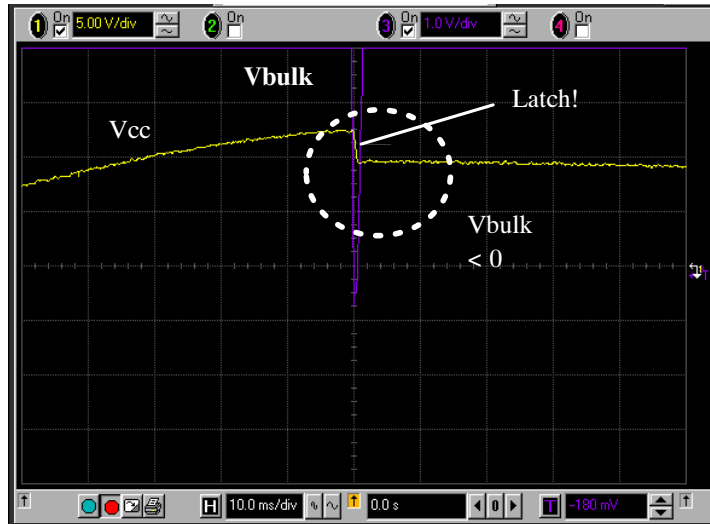 1 On 5.00 V/div 2 On 3 On 1.0 V/div 4 On
Vbulk
Latch!
Vcc
Vbulk
< 0
T
H 10.0 ms/div 0.0 s 0 T -180 mV